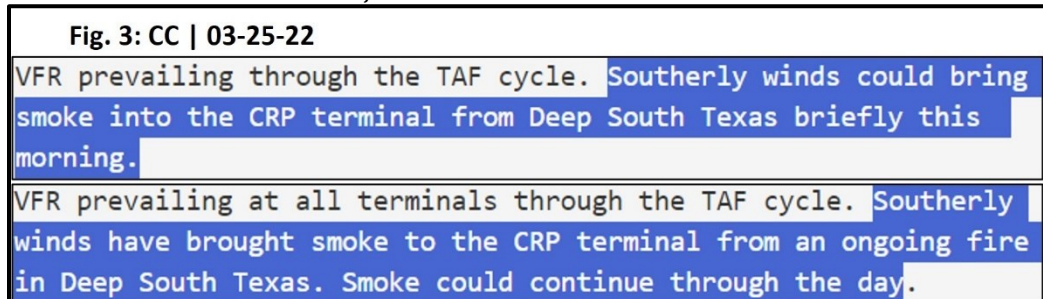 Fig. 3: CC | 03-25-22
VFR prevailing through the TAF cycle. Southerly winds could bring
smoke into the CRP terminal from Deep South Texas briefly this
morning.
VFR prevailing at all terminals through the TAF cycle. Southerly
winds have brought smoke to the CRP terminal from an ongoing fire
in Deep South Texas. Smoke could continue through the day.